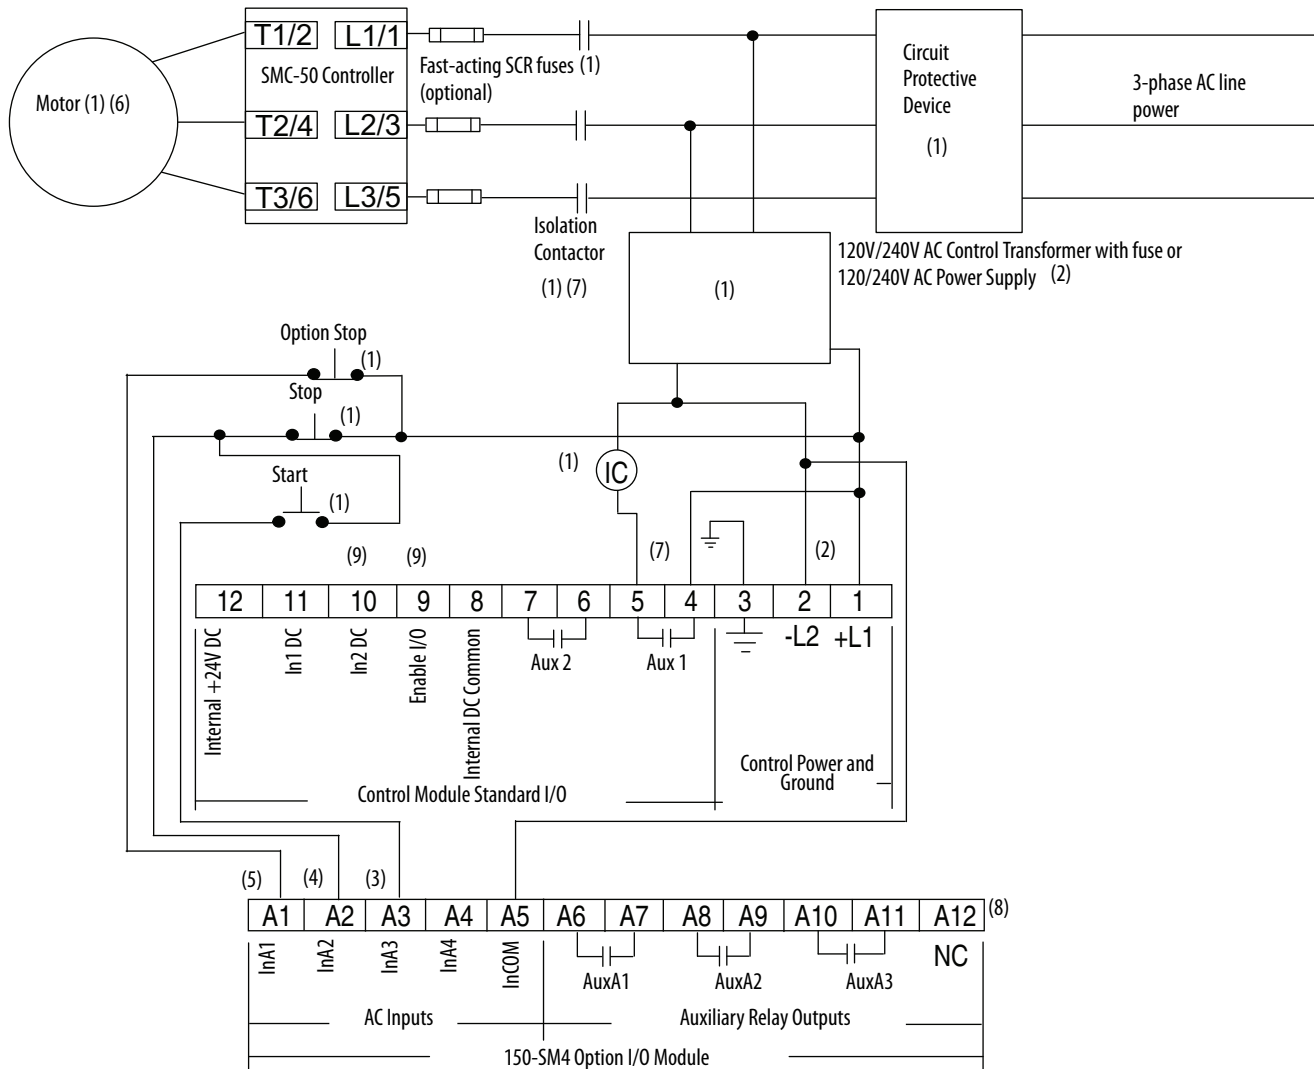 T1/2 L1/1
SMC-50 Controller
T2/4 L2/3
T3/6 L3/5
Motor (1) (6)
Fast-acting SCR fuses (1)
(optional)
Isolation
Contactor
(1) (7)
Circuit
Protective
Device
(1)
3-phase AC line
power
(1)
120V/240V AC Control Transformer with fuse or
120/240V AC Power Supply (2)
Option Stop
(1)
Stop
(1)
Start
(1)
(1)
IC
(9) (9) (7) (2)
12 11 10 9 8 7 6 5 4 3 2 1
Internal +24V DC
In1 DC
In2 DC
Enable I/O
Internal DC Common
Aux 2
Aux 1
-L2 +L1
Control Module Standard I/O
Control Power and
Ground
(5) (4) (3)
A1 A2 A3 A4 A5 A6 A7 A8 A9 A10 A11 A12 (8)
InA1
InA2
InA3
InA4
InCOM
AuxA1
AuxA2
AuxA3
NC
AC Inputs
Auxiliary Relay Outputs
150-SM4 Option I/O Module